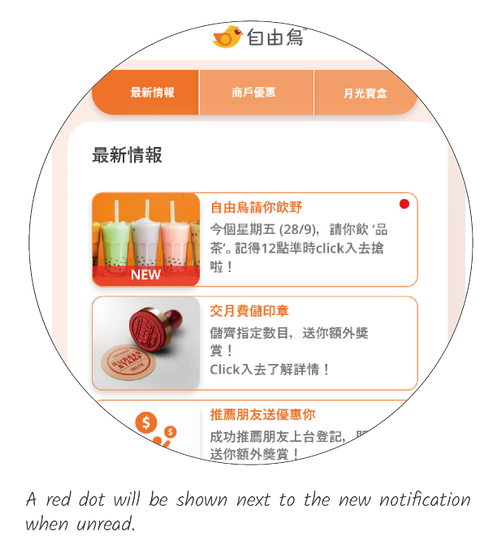 自由鳥
最新情報
商戶優惠
月光寶盒
最新情報
自由鳥請你飲野
今個星期五 (28/9)，請你飲 ‘品
茶’。記得12點準時click入去搶
啦！
NEW
交月費儲印章
儲齊指定數目，送你額外獎
賞！
Click入去了解詳情！
RUBBER
STAMP
推薦朋友送優惠你
成功推薦朋友上台登記，
送你額外獎賞！
$
$
A red dot will be shown next to the new notification
when unread.